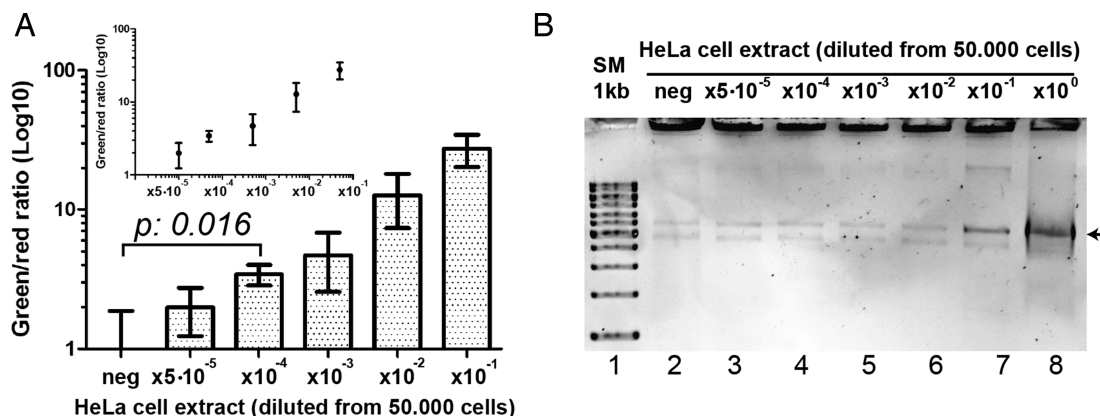 A
Green/red ratio (Log10)
100
10
1
Green/red ratio (Log10)
100
10
1
x5·10⁻⁵
x10⁻⁴
x10⁻³
x10⁻²
x10⁻¹
p: 0.016
neg x5·10⁻⁵ x10⁻⁴ x10⁻³ x10⁻² x10⁻¹
HeLa cell extract (diluted from 50.000 cells)
B
HeLa cell extract (diluted from 50.000 cells)
SM
1kb neg x5·10⁻⁵ x10⁻⁴ x10⁻³ x10⁻² x10⁻¹ x10⁰
1 2 3 4 5 6 7 8